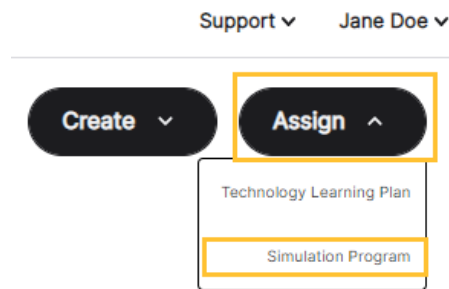 Support Jane Doe
Create Assign
Technology Learning Plan
Simulation Program